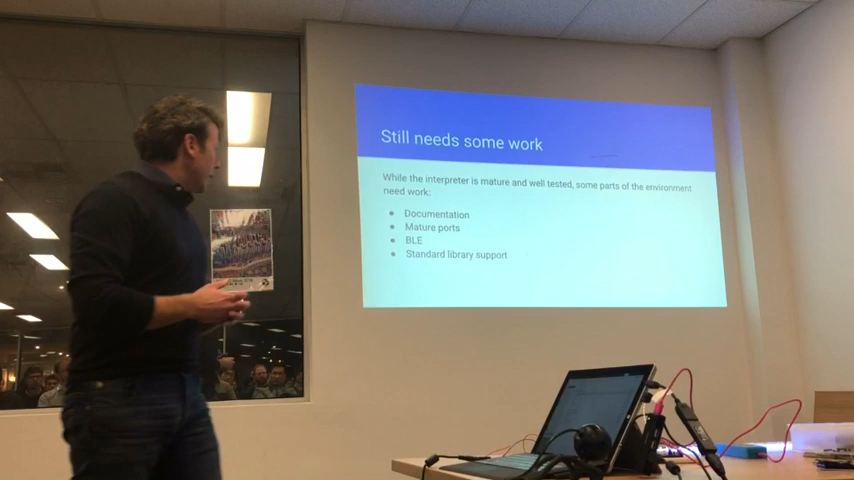 Still needs some work
While the interpreter is mature and well tested, some parts of the environment
need work:
● Documentation
● Mature ports
● BLE
● Standard library support